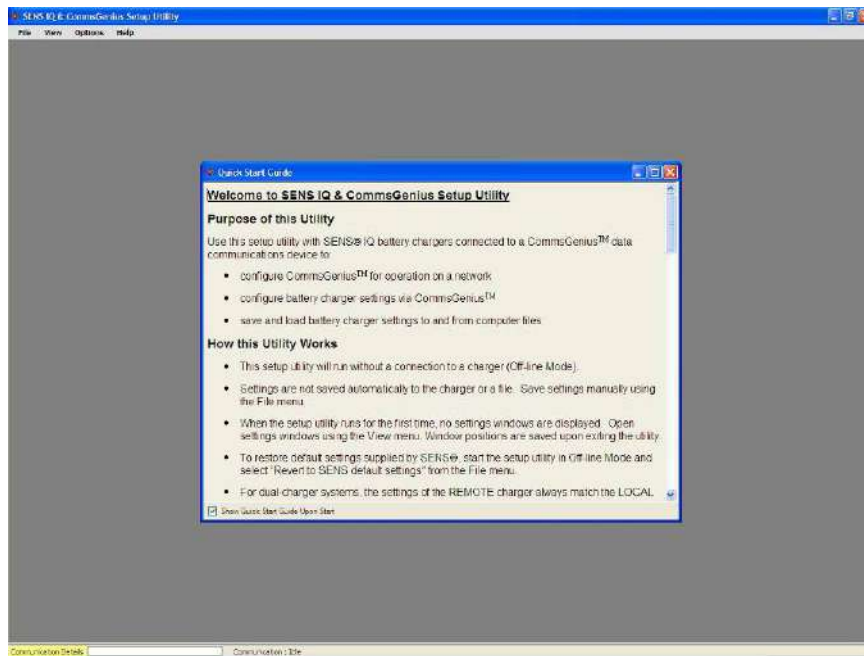 SENS IQ & CommsGenius Setup Utility
File View Options Help
Quick Start Guide
Welcome to SENS IQ & CommsGenius Setup Utility
Purpose of this Utility
Use this setup utility with SENS® IQ battery chargers connected to a CommsGenius™ data
communications device to:
• configure CommsGenius™ for operation on a network
• configure battery charger settings via CommsGenius™
• save and load battery charger settings to and from computer files
How this Utility Works
• This setup utility will run without a connection to a charger (Off-line Mode).
• Settings are not saved automatically to the charger or a file. Save settings manually using
the File menu.
• When the setup utility runs for the first time, no settings windows are displayed. Open
settings windows using the View menu. Window positions are saved upon exiting the utility.
• To restore default settings supplied by SENS®, start the setup utility in Off-line Mode and
select "Revert to SENS default settings" from the File menu.
• For dual-charger systems, the settings of the REMOTE charger always match the LOCAL
Show Quick Start Guide Upon Start
Communication Details Communication : Idle